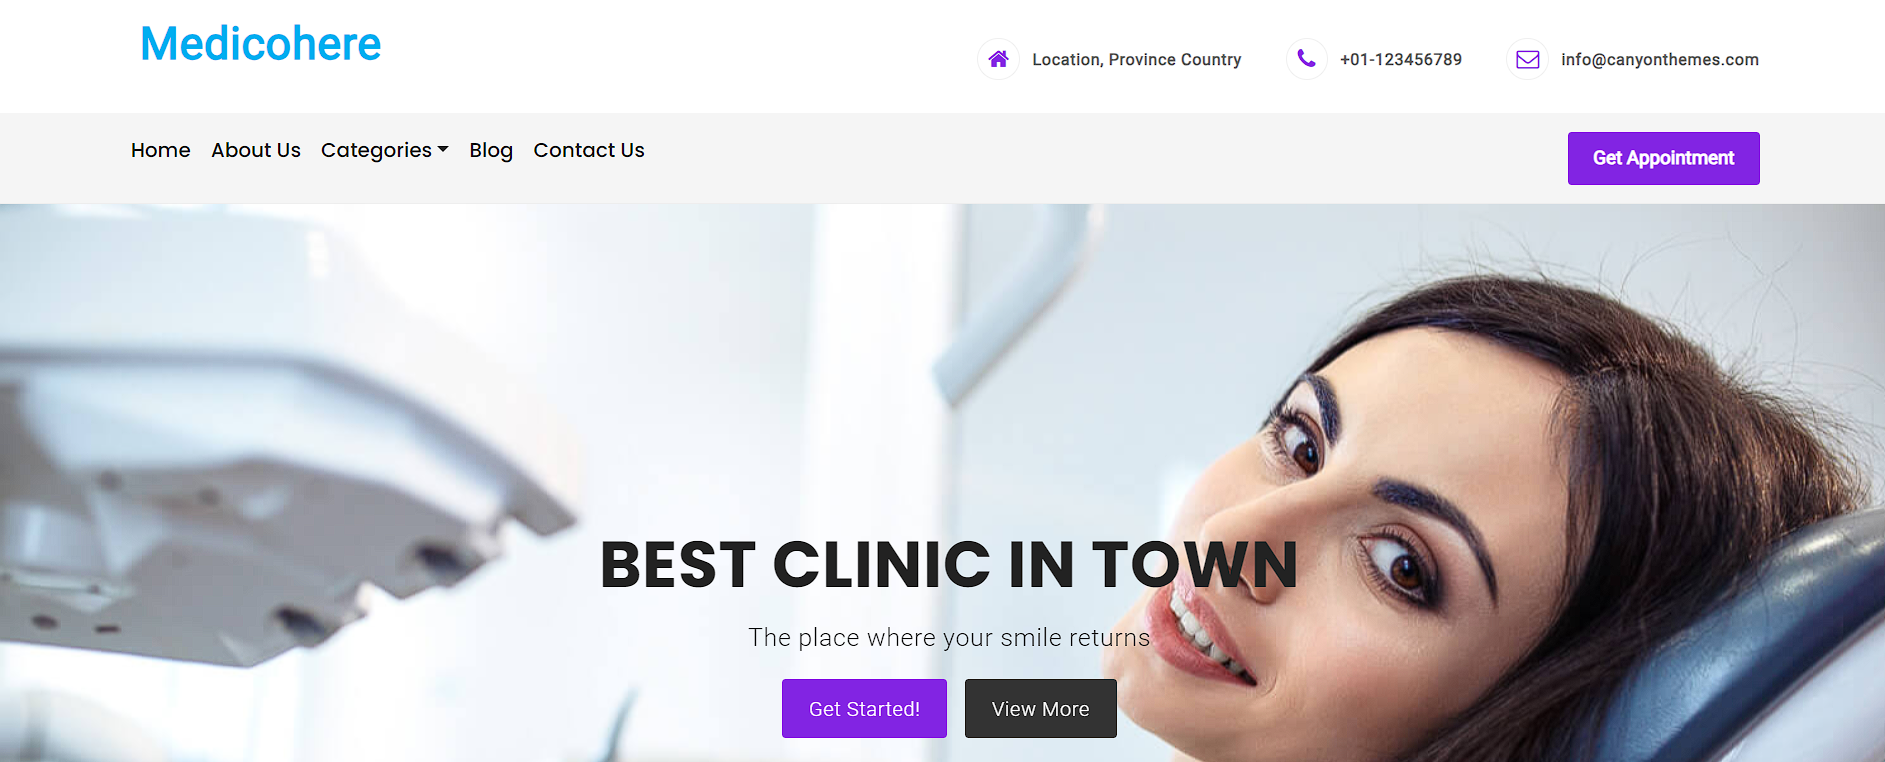 Medicohere
Location, Province Country
+01-123456789
info@canyonthemes.com
Home
About Us
Categories
Blog
Contact Us
Get Appointment
BEST CLINIC IN TOWN
The place where your smile returns
Get Started!
View More